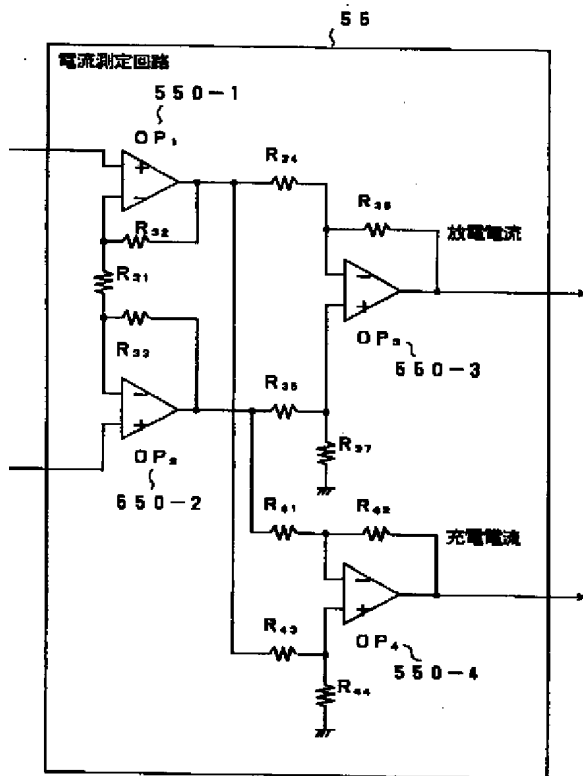 55
電流測定回路
550-1
OP₁
R₃₄
R₃₆
放電電流
R₃₂
R₃₁
R₃₃
OP₃
550-3
R₃₅
OP₂
550-2
R₃₇
R₄₁
R₄₂
充電電流
R₄₃
OP₄
550-4
R₄₄